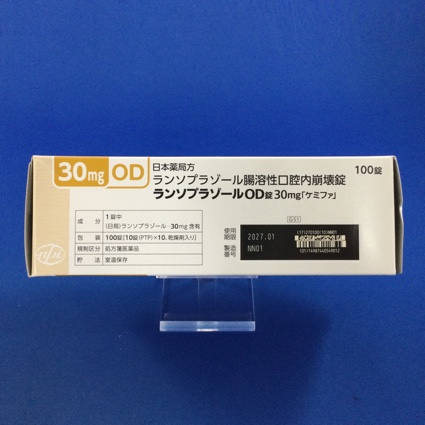 30mg OD
日本薬局方
ランソプラゾール腸溶性口腔内崩壊錠
ランソプラゾールOD錠30mg「ケミファ」
100錠
成分 1錠中
(日局)ランソプラゾール…30mg含有
包装 100錠[10錠(PTP)×10、乾燥剤入り]
規制区分 処方箋医薬品
貯法 室温保存
GS1
使用期限 2027.01
製造番号 NN01